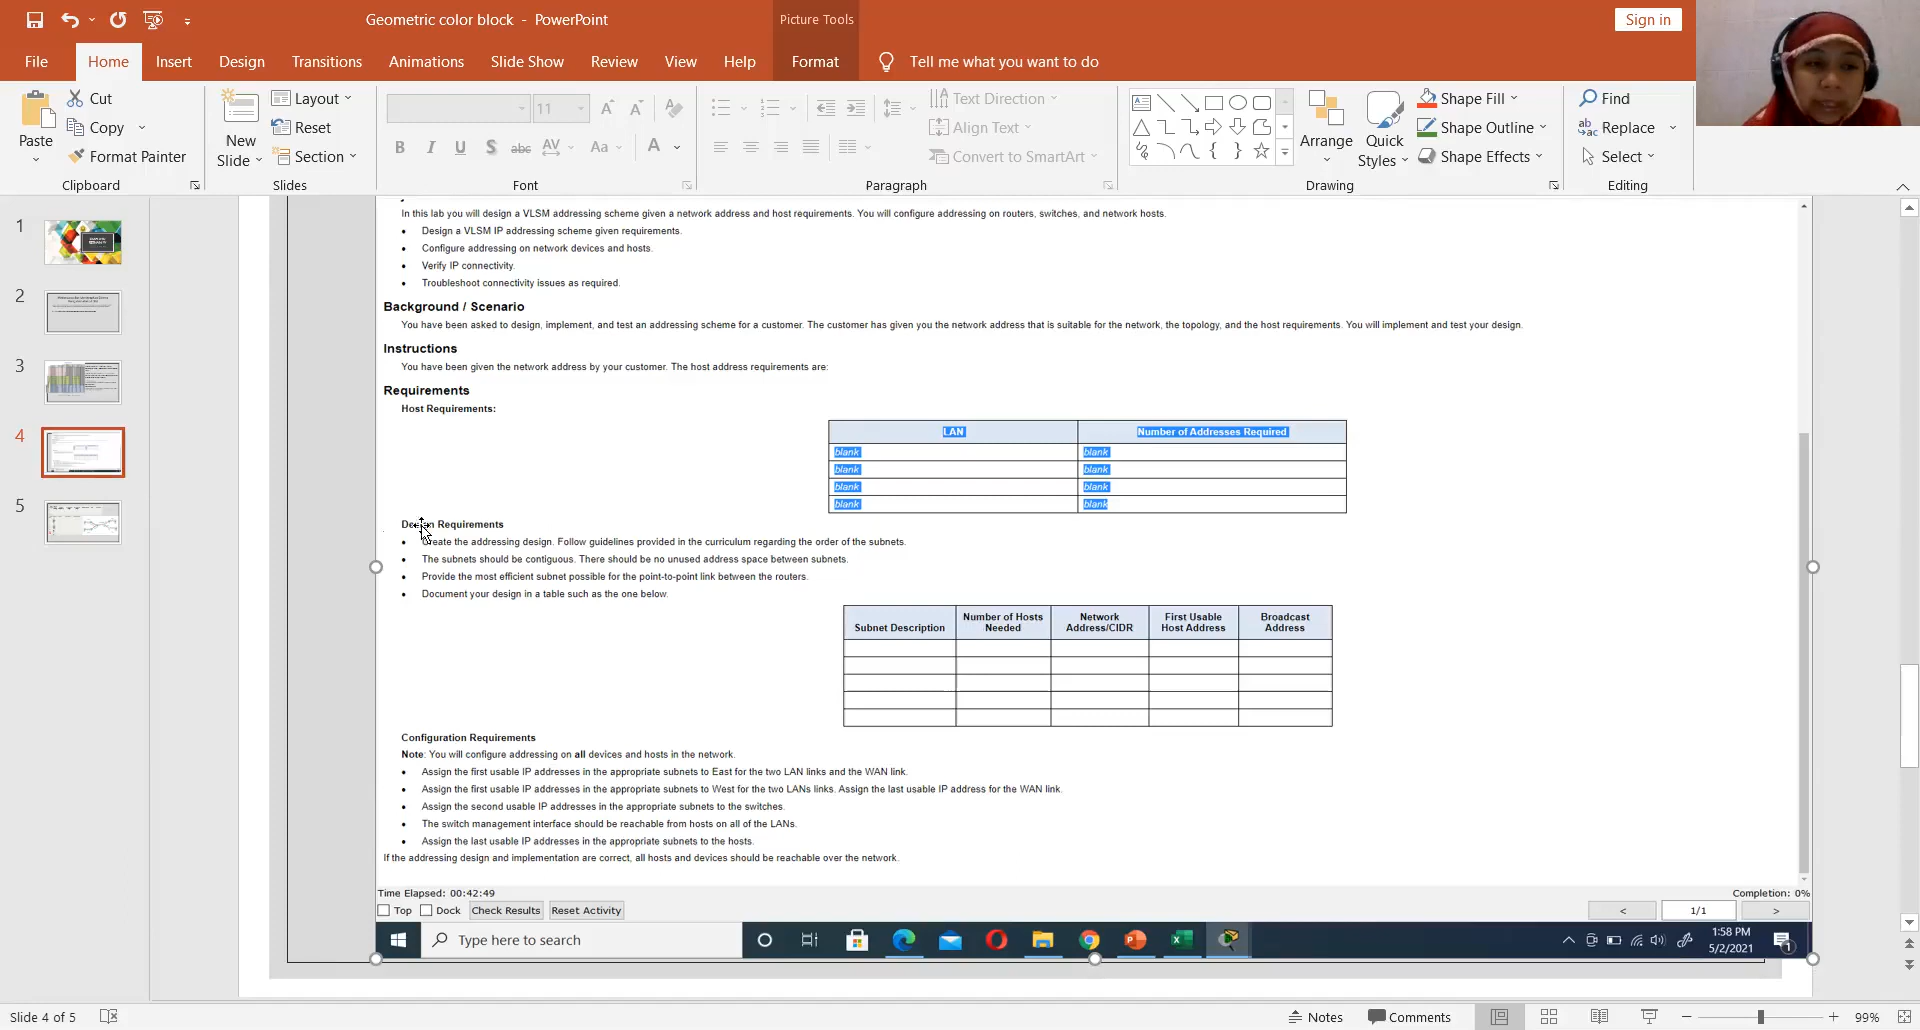 Geometric color block - PowerPoint
Picture Tools
Sign in
File
Home
Insert
Design
Transitions
Animations
Slide Show
Review
View
Help
Format
Tell me what you want to do
Paste
Cut
Copy
Format Painter
Clipboard
New
Slide
Layout
Reset
Section
Slides
11
B I U S abc AV Aa A
Font
Text Direction
Align Text
Convert to SmartArt
Paragraph
Arrange
Quick
Styles
Shape Fill
Shape Outline
Shape Effects
Drawing
Find
Replace
Select
Editing
1
2
3
4
5
In this lab you will design a VLSM addressing scheme given a network address and host requirements. You will configure addressing on routers, switches, and network hosts.
• Design a VLSM IP addressing scheme given requirements.
• Configure addressing on network devices and hosts.
• Verify IP connectivity.
• Troubleshoot connectivity issues as required.
Background / Scenario
You have been asked to design, implement, and test an addressing scheme for a customer. The customer has given you the network address that is suitable for the network, the topology, and the host requirements. You will implement and test your design.
Instructions
You have been given the network address by your customer. The host address requirements are:
Requirements
Host Requirements:
LAN Number of Addresses Required
blank blank
blank blank
blank blank
blank blank
Design Requirements
• Create the addressing design. Follow guidelines provided in the curriculum regarding the order of the subnets.
• The subnets should be contiguous. There should be no unused address space between subnets.
• Provide the most efficient subnet possible for the point-to-point link between the routers.
• Document your design in a table such as the one below.
Subnet Description
Number of Hosts
Needed
Network
Address/CIDR
First Usable
Host Address
Broadcast
Address
Configuration Requirements
Note: You will configure addressing on all devices and hosts in the network.
• Assign the first usable IP addresses in the appropriate subnets to East for the two LAN links and the WAN link.
• Assign the first usable IP addresses in the appropriate subnets to West for the two LANs links. Assign the last usable IP address for the WAN link.
• Assign the second usable IP addresses in the appropriate subnets to the switches.
• The switch management interface should be reachable from hosts on all of the LANs.
• Assign the last usable IP addresses in the appropriate subnets to the hosts.
If the addressing design and implementation are correct, all hosts and devices should be reachable over the network.
Time Elapsed: 00:42:49
Completion: 0%
Top
Dock
Check Results
Reset Activity
<
1/1
>
Type here to search
1:58 PM
5/2/2021
1
Slide 4 of 5
Notes
Comments
99%